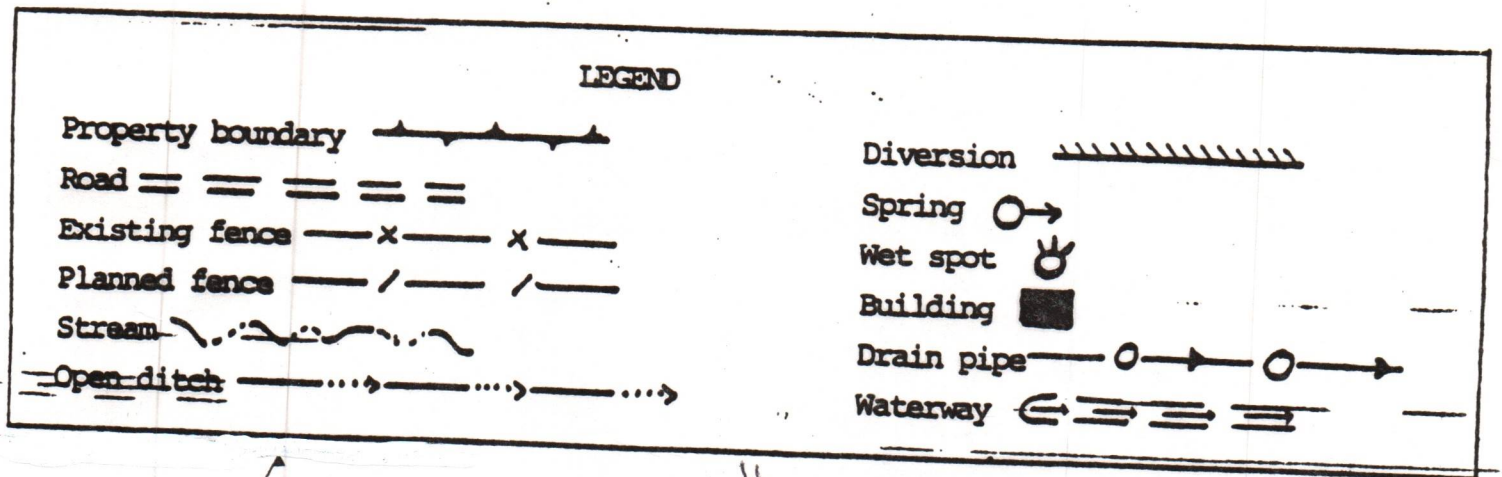 LEGEND
Property boundary
Road
Existing fence
Planned fence
Stream
Open ditch
Diversion
Spring
Wet spot
Building
Drain pipe
Waterway